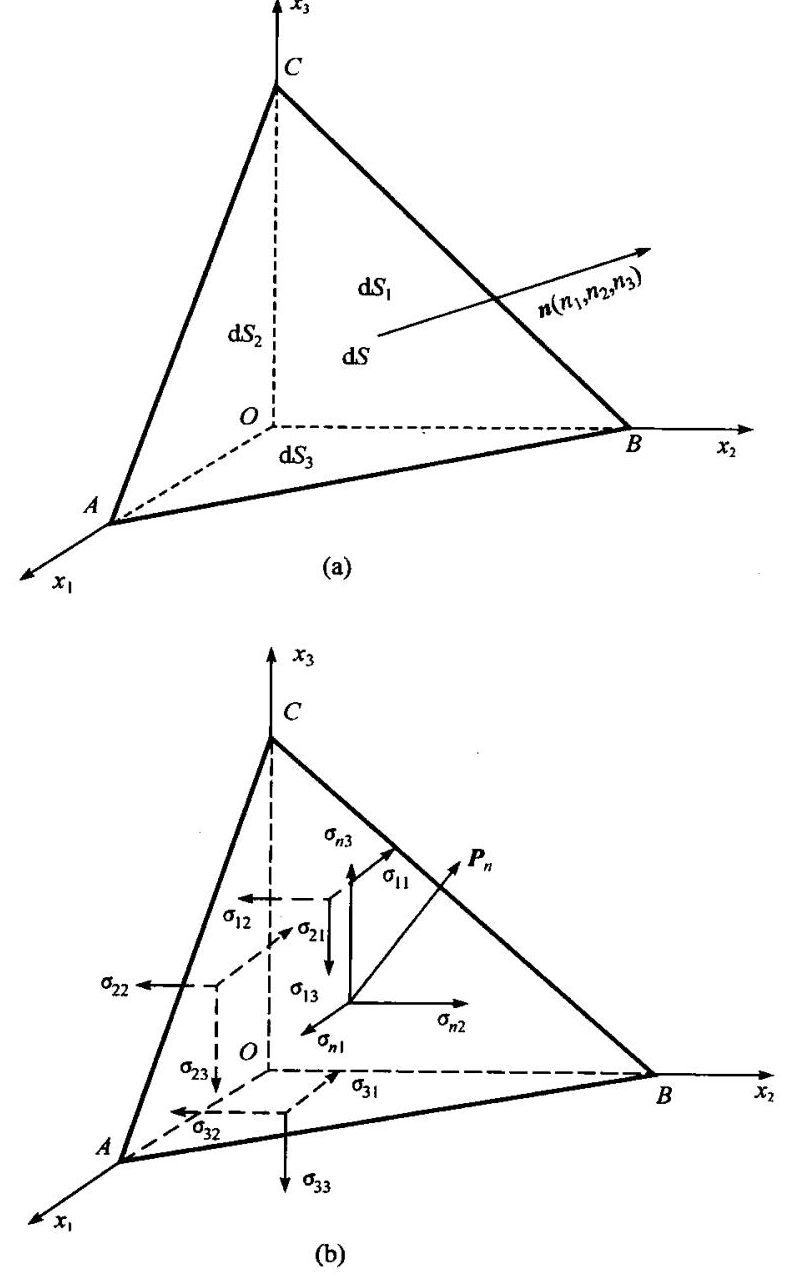 x₃
C
dS₁
n(n₁,n₂,n₃)
dS₂
dS
O
dS₃
B
x₂
A
x₁
(a)
x₃
C
σₙ₃
Pₙ
σ₁₁
σ₁₂
σ₂₁
σ₂₂
σ₁₃
σₙ₂
σₙ₁
O
σ₂₃
σ₃₁
B
x₂
σ₃₂
A
σ₃₃
x₁
(b)